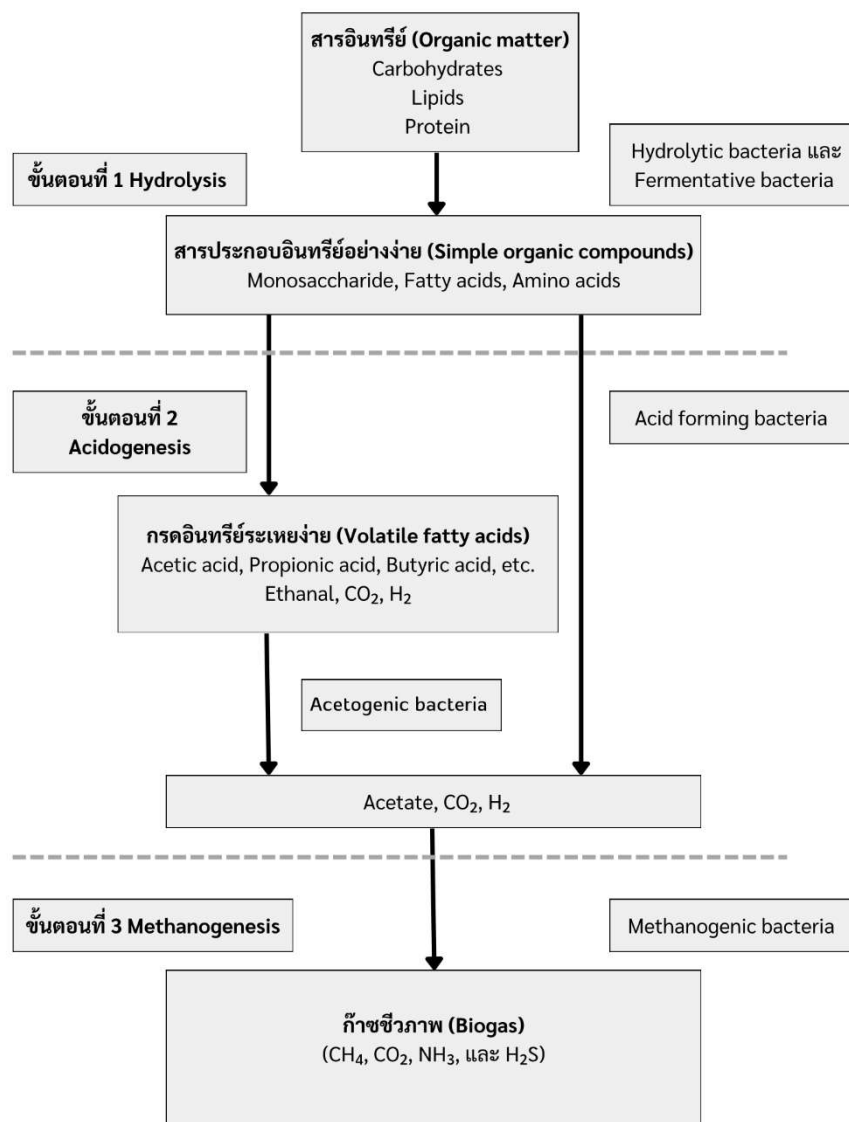 สารอินทรีย์ (Organic matter)
Carbohydrates
Lipids
Protein
Hydrolytic bacteria และ
Fermentative bacteria
ขั้นตอนที่ 1 Hydrolysis
สารประกอบอินทรีย์อย่างง่าย (Simple organic compounds)
Monosaccharide, Fatty acids, Amino acids
ขั้นตอนที่ 2
Acidogenesis
Acid forming bacteria
กรดอินทรีย์ระเหยง่าย (Volatile fatty acids)
Acetic acid, Propionic acid, Butyric acid, etc.
Ethanal, CO₂, H₂
Acetogenic bacteria
Acetate, CO₂, H₂
ขั้นตอนที่ 3 Methanogenesis
Methanogenic bacteria
ก๊าซชีวภาพ (Biogas)
(CH₄, CO₂, NH₃, และ H₂S)